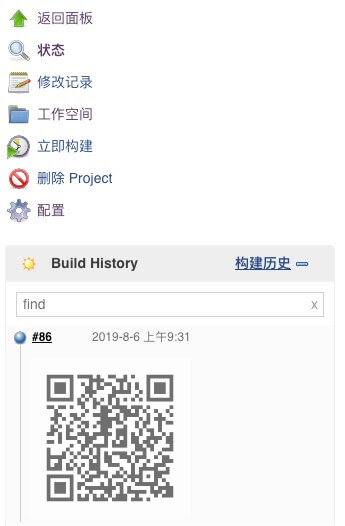 返回面板
状态
修改记录
工作空间
立即构建
删除 Project
配置
Build History 构建历史
find x
#86 2019-8-6 上午9:31